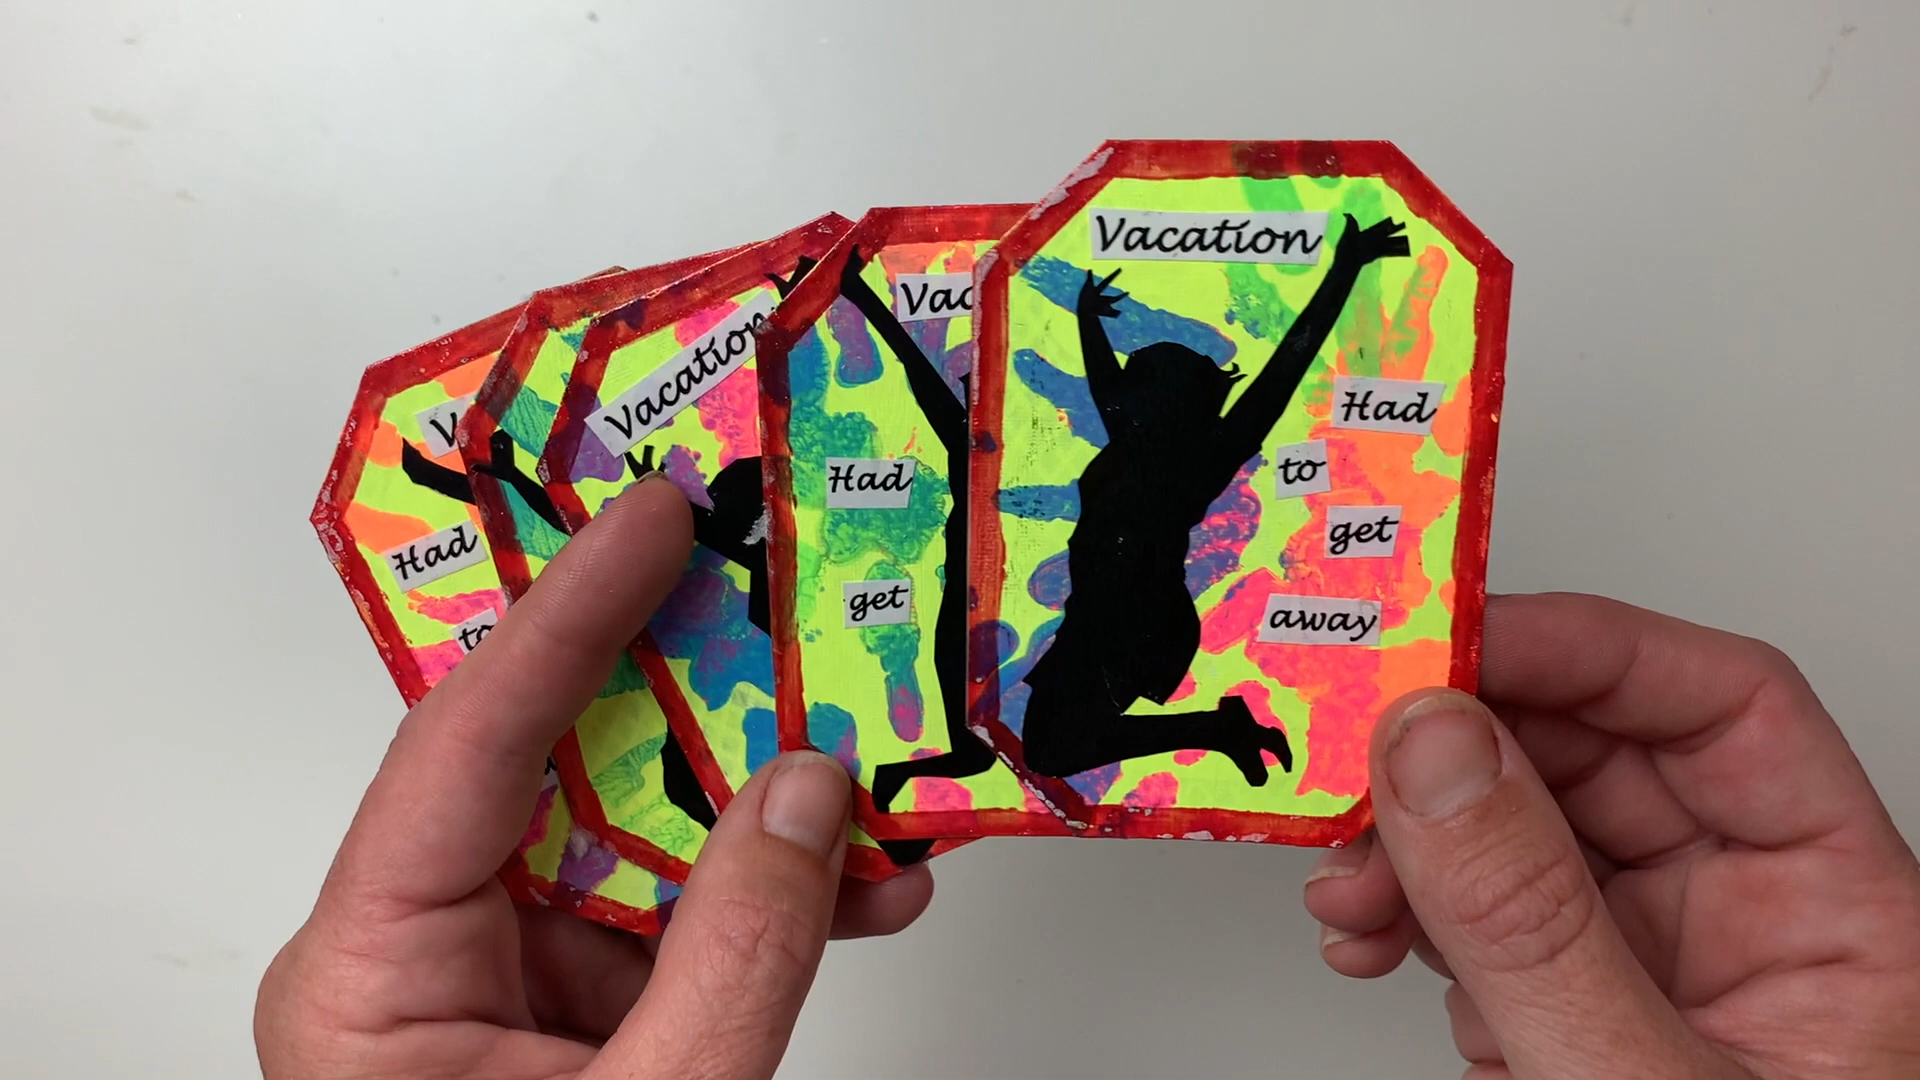 V
Had
to
Vacation
Vac
Had
get
Vacation
Had
to
get
away